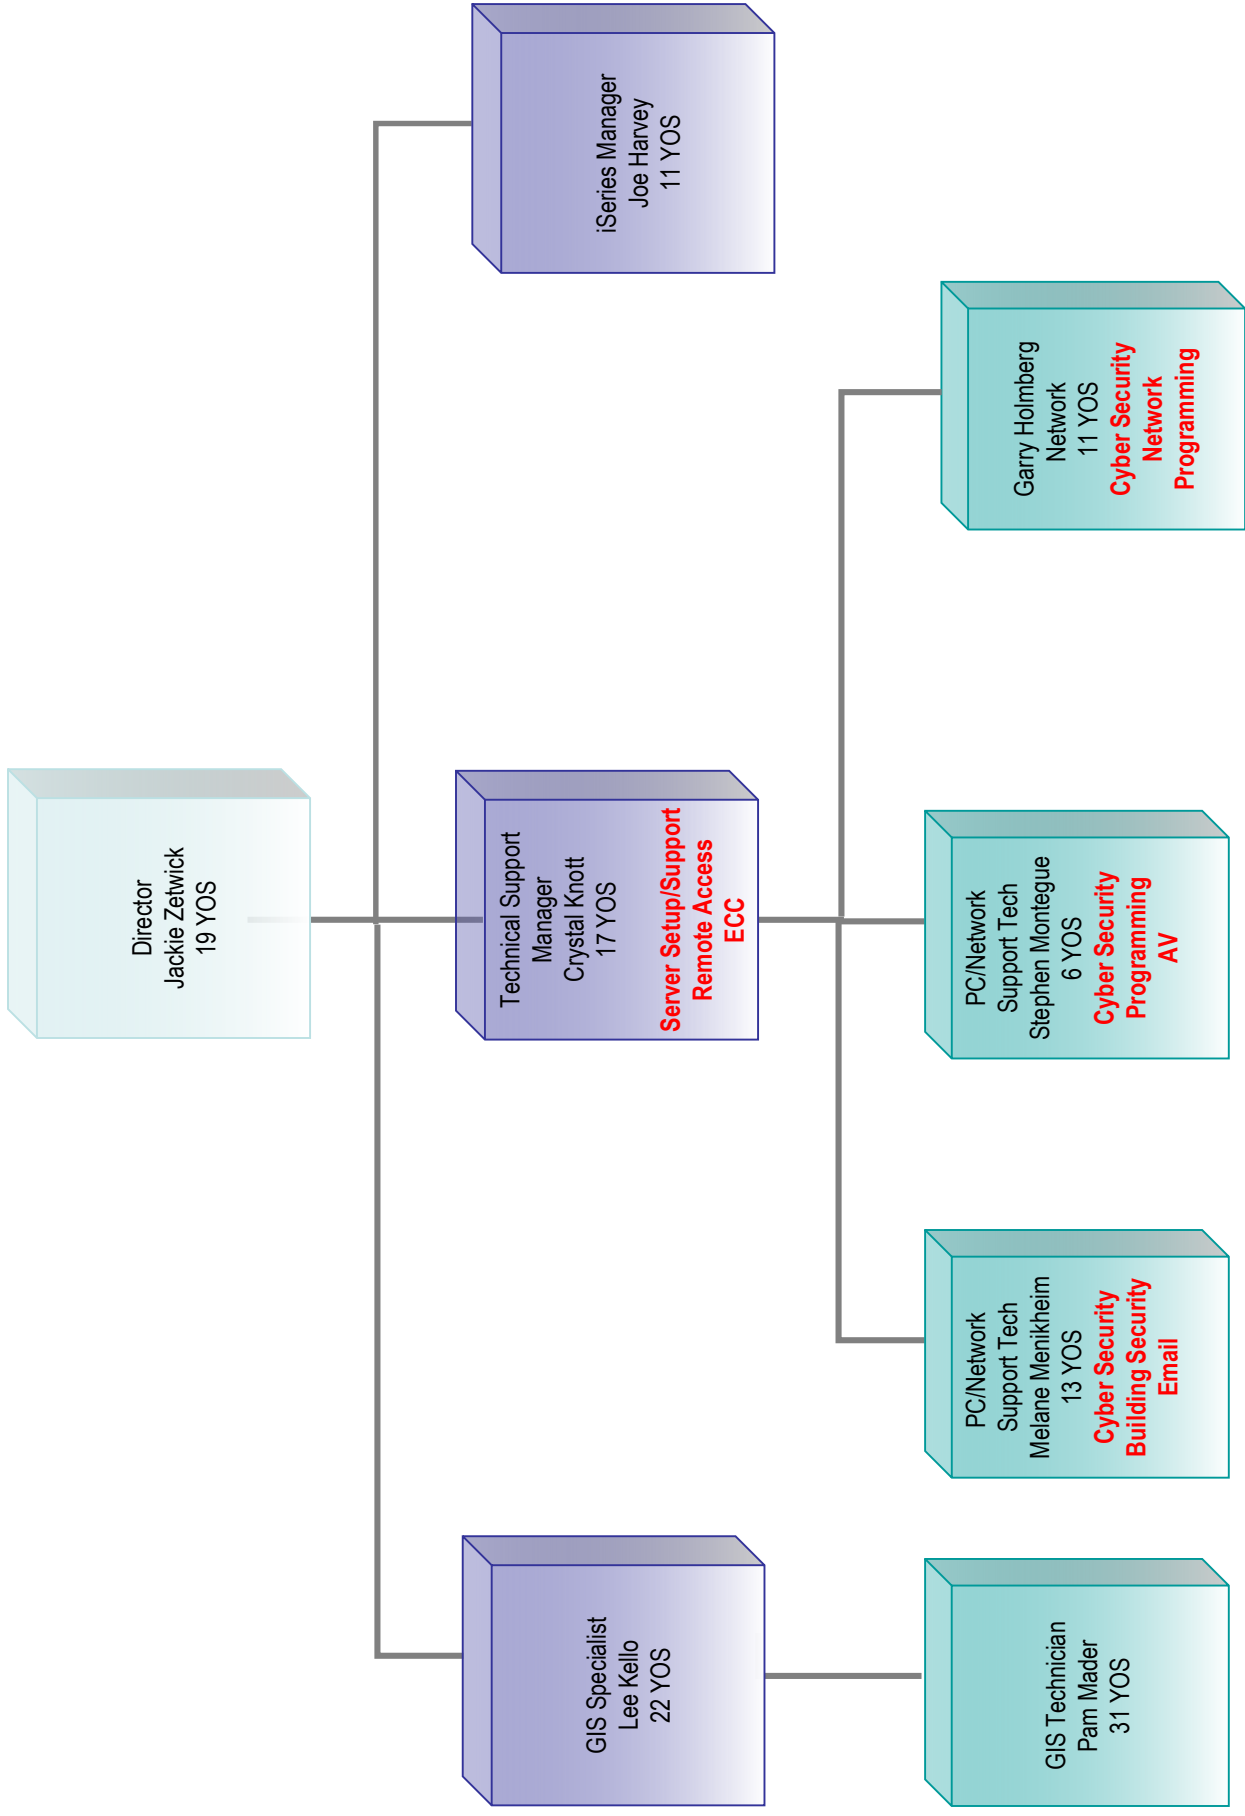 Director
Jackie Zetwick
19 YOS
GIS Specialist
Lee Kello
22 YOS
Technical Support
Manager
Crystal Knott
17 YOS
Server Setup/Support
Remote Access
ECC
iSeries Manager
Joe Harvey
11 YOS
GIS Technician
Pam Mader
31 YOS
PC/Network
Support Tech
Melane Menikheim
13 YOS
Cyber Security
Building Security
Email
PC/Network
Support Tech
Stephen Montegue
6 YOS
Cyber Security
Programming
AV
Garry Holmberg
Network
11 YOS
Cyber Security
Network
Programming